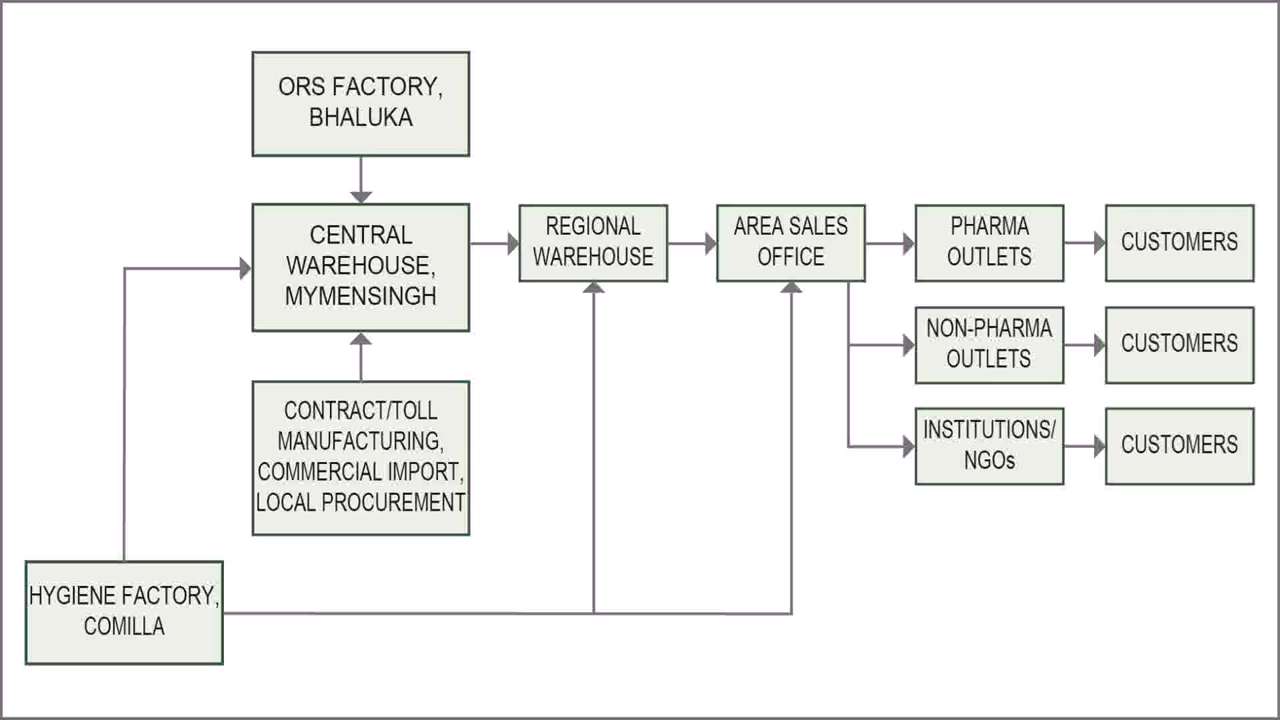 ORS FACTORY,
BHALUKA
CENTRAL
WAREHOUSE,
MYMENSINGH
REGIONAL
WAREHOUSE
AREA SALES
OFFICE
PHARMA
OUTLETS
CUSTOMERS
NON-PHARMA
OUTLETS
CUSTOMERS
INSTITUTIONS/
NGOs
CUSTOMERS
CONTRACT/TOLL
MANUFACTURING,
COMMERCIAL IMPORT,
LOCAL PROCUREMENT
HYGIENE FACTORY,
COMILLA